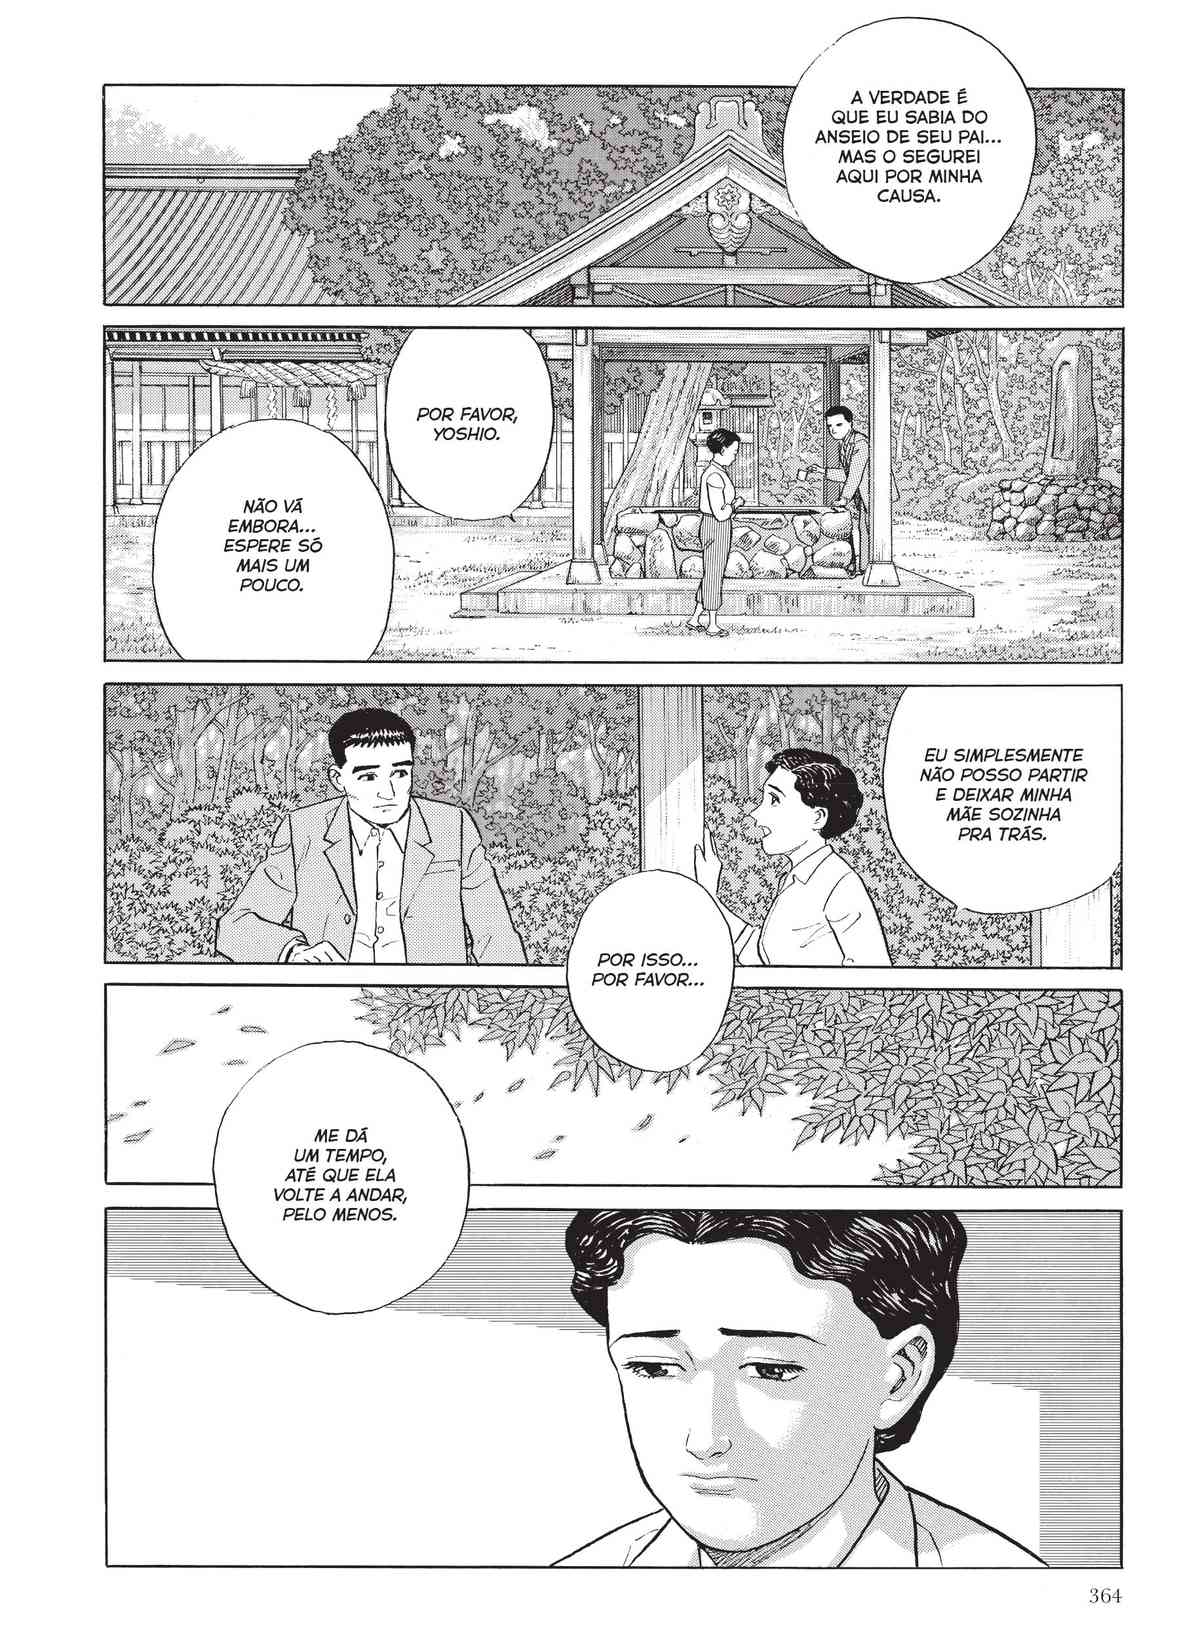 A VERDADE É
QUE EU SABIA DO
ANSEIO DE SEU PAI...
MAS O SEGUREI
AQUI POR MINHA
CAUSA.
POR FAVOR,
YOSHIO.
NÃO VÁ
EMBORA...
ESPERE SÓ
MAIS UM
POUCO.
EU SIMPLESMENTE
NÃO POSSO PARTIR
E DEIXAR MINHA
MÃE SOZINHA
PRA TRÁS.
POR ISSO...
POR FAVOR...
ME DÁ
UM TEMPO,
ATÉ QUE ELA
VOLTE A ANDAR,
PELO MENOS.
364